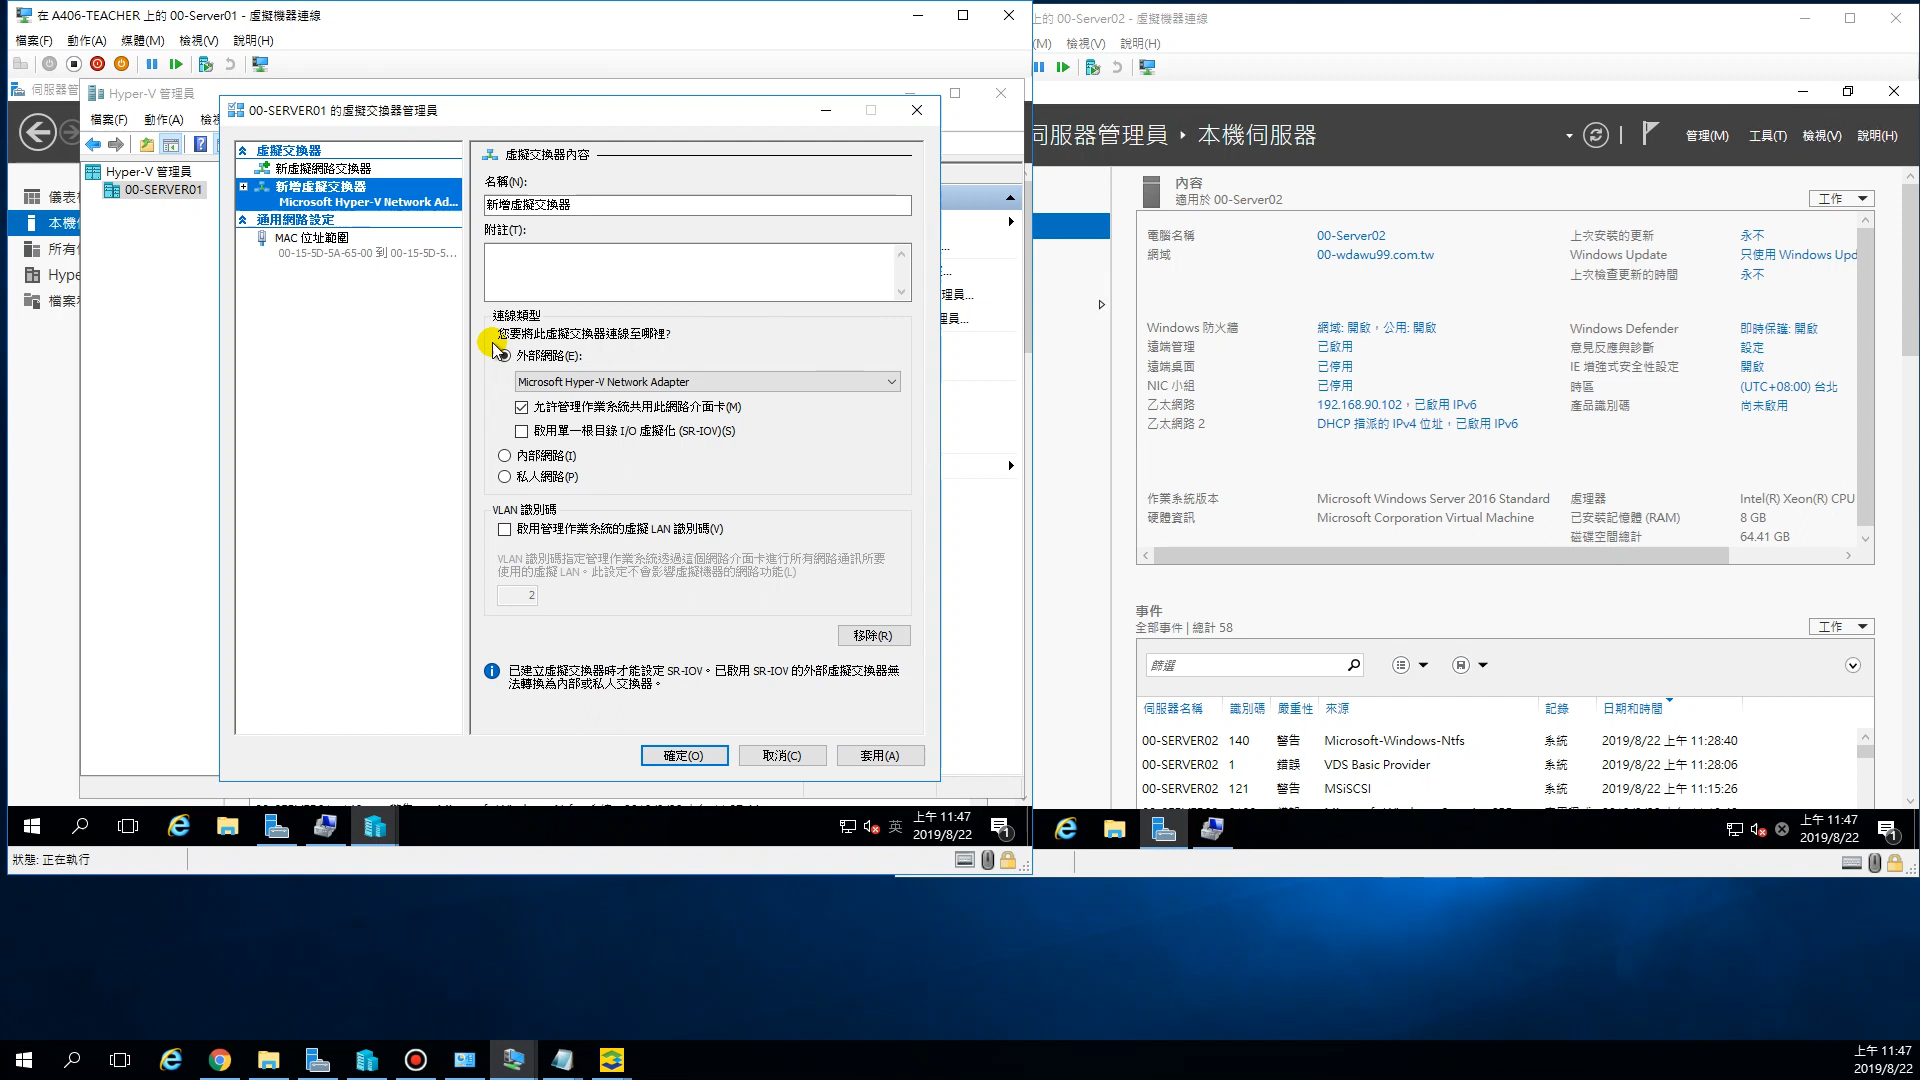 在 A406-TEACHER 上的 00-Server01 - 虛擬機器連線
檔案(F) 動作(A) 媒體(M) 檢視(V) 說明(H)
伺服器管
Hyper-V 管理員
檔案(F) 動作(A) 檢視
Hyper-V 管理員
00-SERVER01
儀表
本機
所有
Hype
檔案
理員...
員...
00-SERVER01 的虛擬交換器管理員
虛擬交換器
新虛擬網路交換器
新增虛擬交換器
Microsoft Hyper-V Network Ad...
通用網路設定
MAC 位址範圍
00-15-5D-5A-65-00 到 00-15-5D-5...
虛擬交換器內容
名稱(N):
新增虛擬交換器
附註(T):
連線類型
您要將此虛擬交換器連線至哪裡?
外部網路(E):
Microsoft Hyper-V Network Adapter
允許管理作業系統共用此網路介面卡(M)
啟用單一根目錄 I/O 虛擬化 (SR-IOV)(S)
內部網路(I)
私人網路(P)
VLAN 識別碼
啟用管理作業系統的虛擬 LAN 識別碼(V)
VLAN 識別碼指定管理作業系統透過這個網路介面卡進行所有網路通訊所要
使用的虛擬 LAN。此設定不會影響虛擬機器的網路功能(L)
2
移除(R)
已建立虛擬交換器時才能設定 SR-IOV。已啟用 SR-IOV 的外部虛擬交換器無
法轉換為內部或私人交換器。
確定(O) 取消(C) 套用(A)
英
上午 11:47
2019/8/22
1
狀態: 正在執行
上的 00-Server02 - 虛擬機器連線
(M) 檢視(V) 說明(H)
伺服器管理員 · 本機伺服器
管理(M) 工具(T) 檢視(V) 說明(H)
內容
適用於 00-Server02
工作
電腦名稱 00-Server02 上次安裝的更新 永不
網域 00-wdawu99.com.tw Windows Update 只使用 Windows Upd
上次檢查更新的時間 永不
Windows 防火牆 網域: 開啟，公用: 開啟 Windows Defender 即時保護: 開啟
遠端管理 已啟用 意見反應與診斷 設定
遠端桌面 已停用 IE 增強式安全性設定 開啟
NIC 小組 已停用 時區 (UTC+08:00) 台北
乙太網路 192.168.90.102，已啟用 IPv6 產品識別碼 尚未啟用
乙太網路 2 DHCP 指派的 IPv4 位址，已啟用 IPv6
作業系統版本 Microsoft Windows Server 2016 Standard 處理器 Intel(R) Xeon(R) CPU
硬體資訊 Microsoft Corporation Virtual Machine 已安裝記憶體 (RAM) 8 GB
磁碟空間總計 64.41 GB
事件
全部事件 | 總計 58
工作
篩選
伺服器名稱 識別碼 嚴重性 來源 記錄 日期和時間
00-SERVER02 140 警告 Microsoft-Windows-Ntfs 系統 2019/8/22 上午 11:28:40
00-SERVER02 1 錯誤 VDS Basic Provider 系統 2019/8/22 上午 11:28:06
00-SERVER02 121 警告 MSiSCSI 系統 2019/8/22 上午 11:15:26
上午 11:47
2019/8/22
1
上午 11:47
2019/8/22